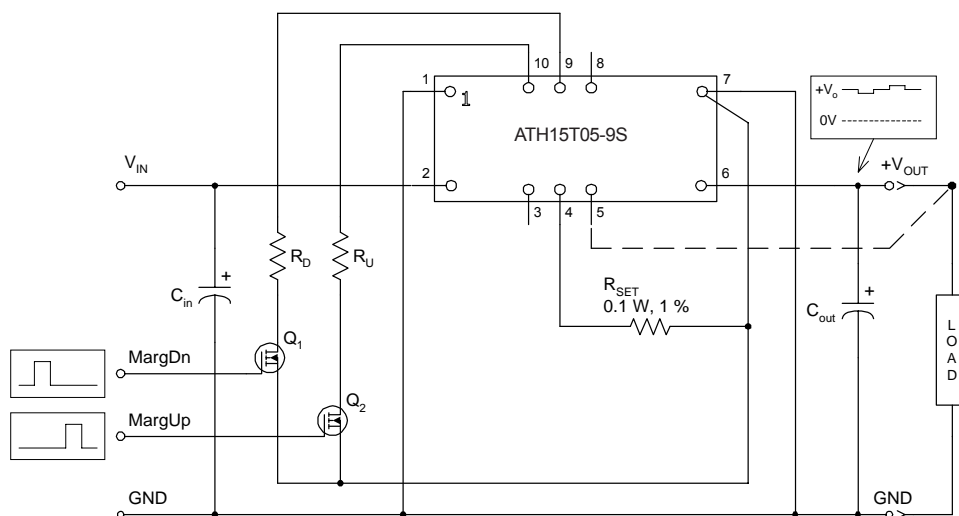 10 9 8
1 1 7
+Vo
0V
ATH15T05-9S
VIN
2 6
+VOUT
3 4 5
RD RU
RSET
0.1 W, 1 %
Cin
+
Cout
+
LOAD
Q1
MargDn
Q2
MargUp
GND GND